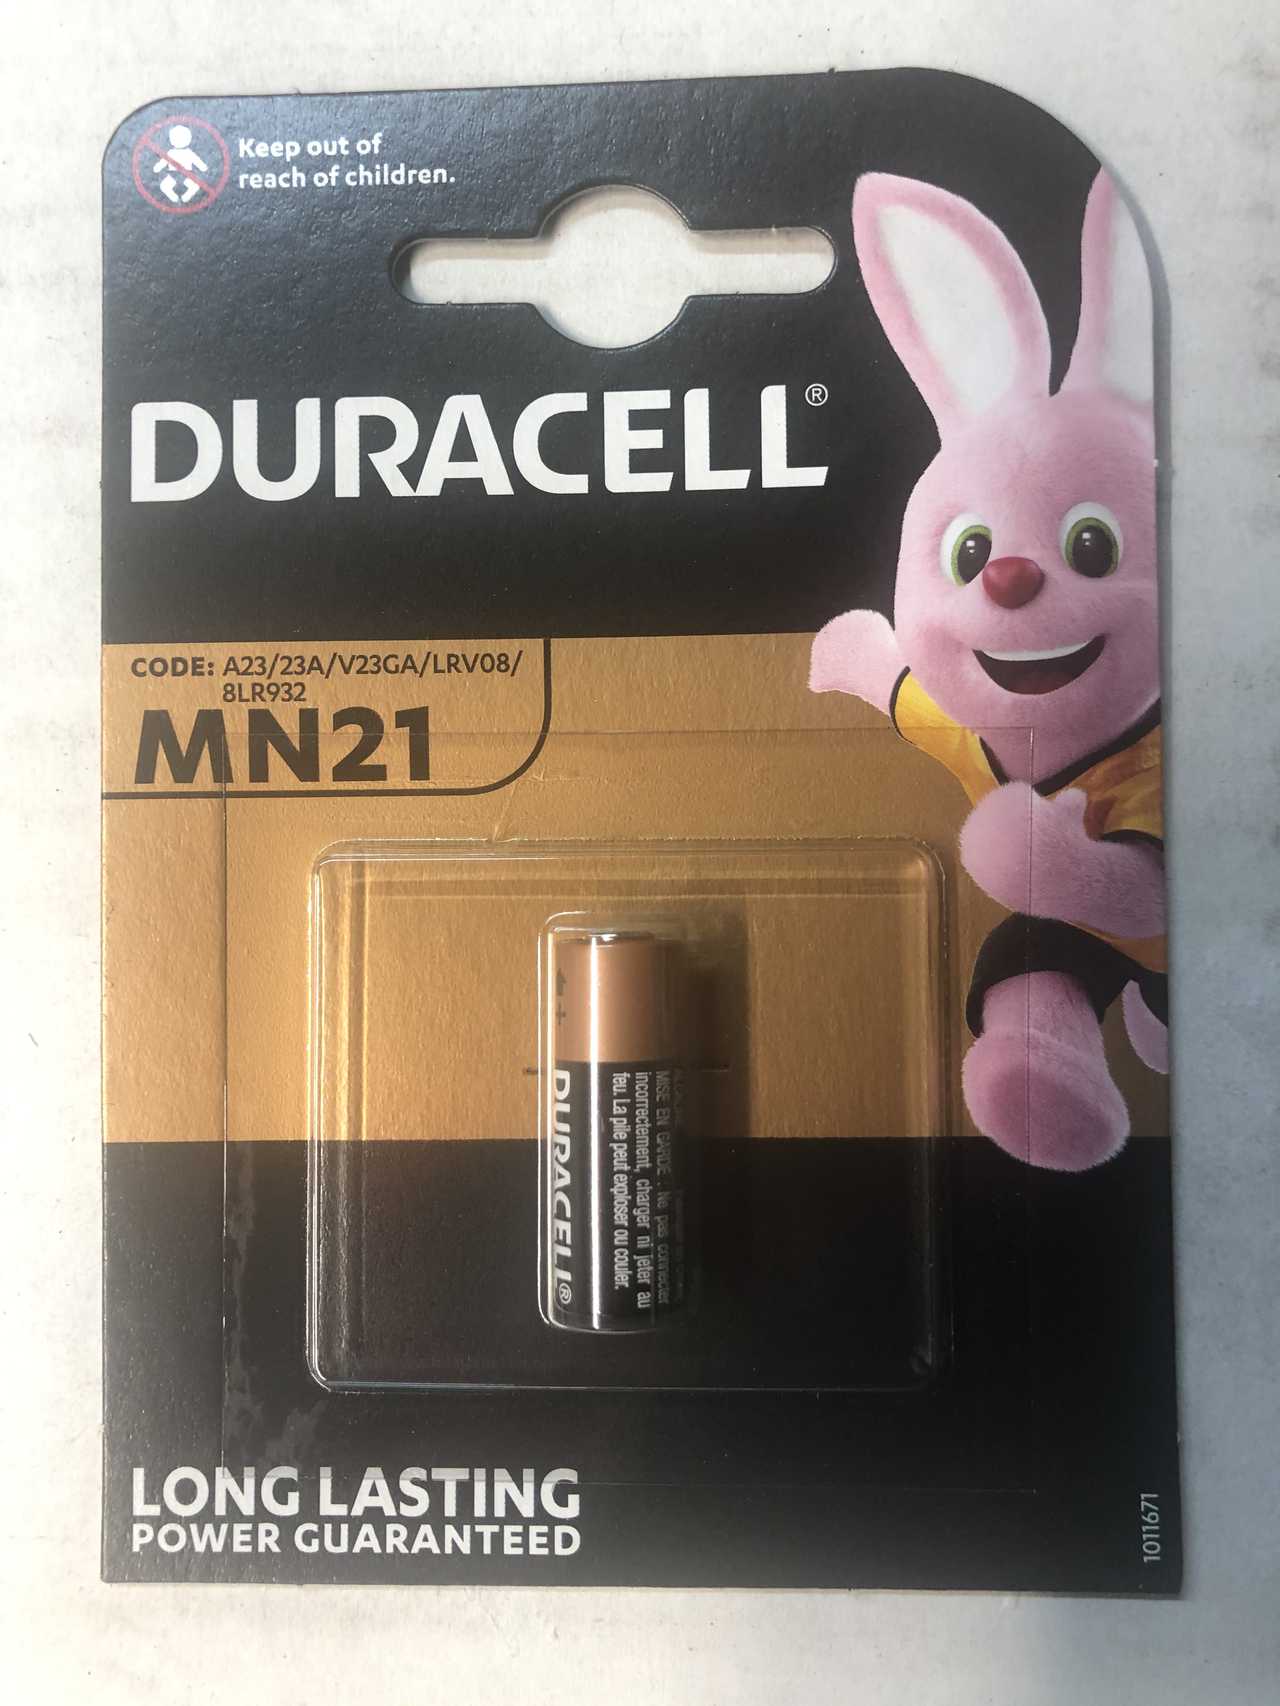 Keep out of
reach of children.
DURACELL®
CODE: A23/23A/V23GA/LRV08/
8LR932
MN21
+
DURACELL®
MISE EN GARDE : Ne pas connecter
incorrectement, charger ni jeter au
feu. La pile peut exploser ou couler.
LONG LASTING
POWER GUARANTEED
1011671